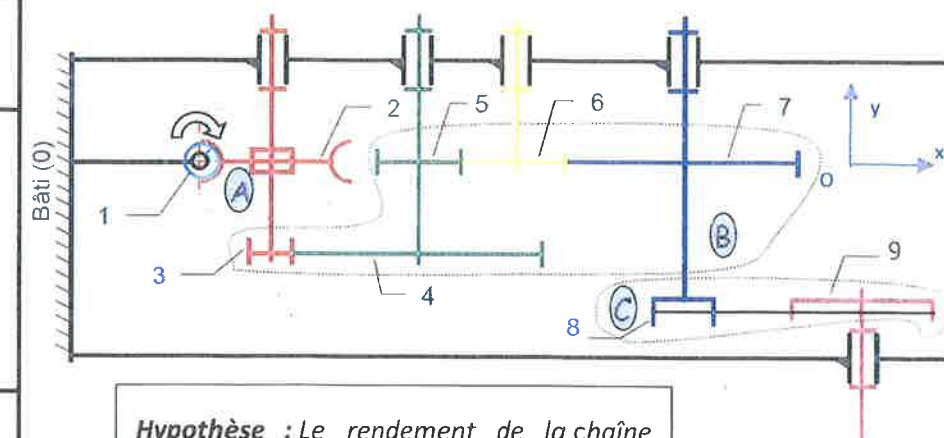 2
5
6
7
y
x
O
Bâti (0)
1
A
3
4
B
9
C
8
Hypothèse : Le rendement de la chaîne